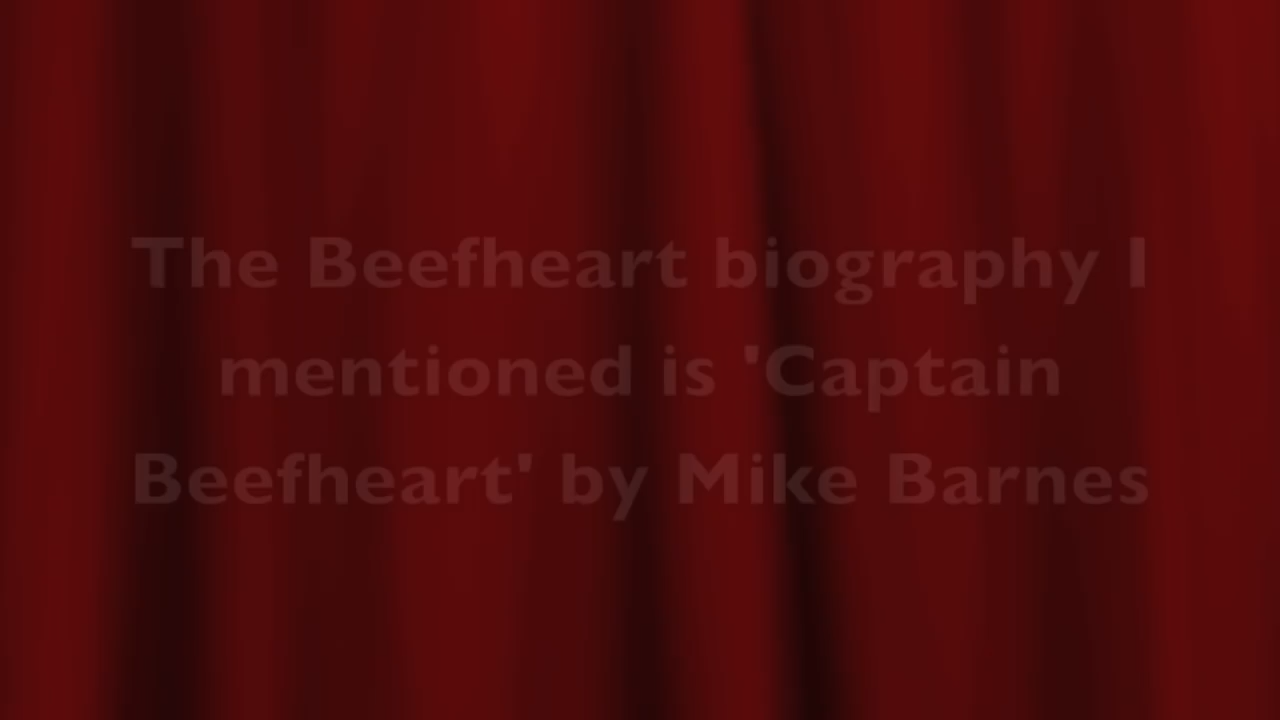 The Beefheart biography I
mentioned is 'Captain
Beefheart' by Mike Barnes